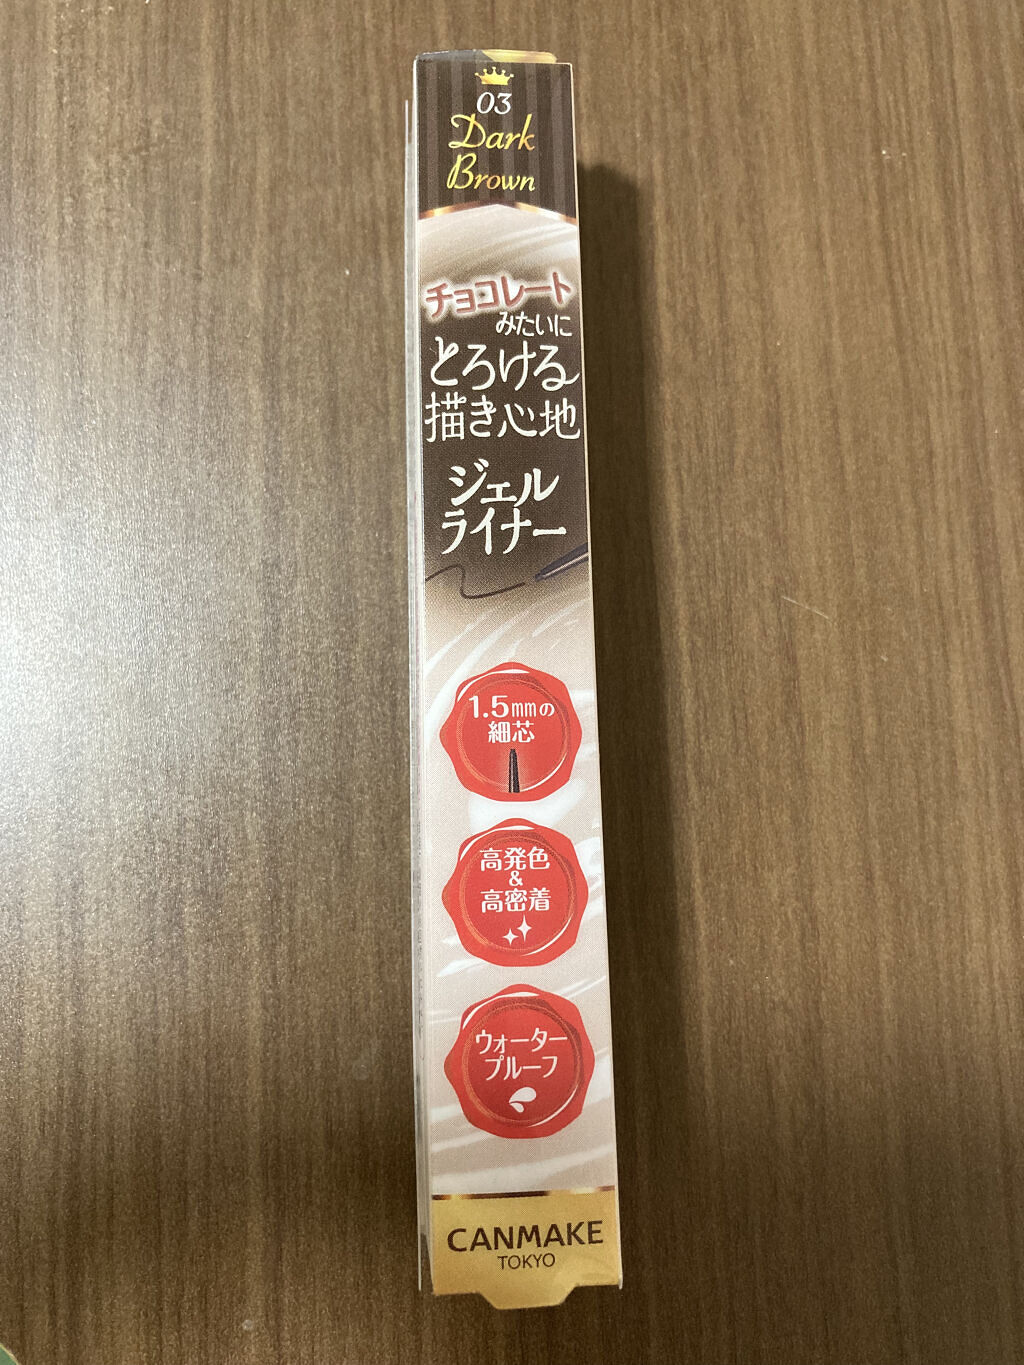 03
Dark
Brown
チョコレート
みたいに
とろける
描き心地
ジェル
ライナー
1.5mmの
細芯
高発色
&
高密着
ウォーター
プルーフ
CANMAKE
TOKYO